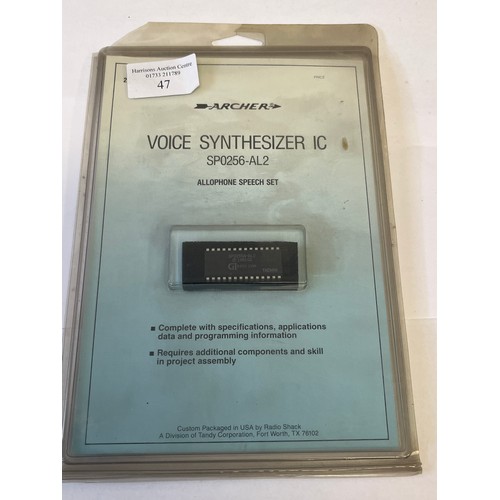 Harrisons Auction Centre
01733 211789
47
ARCHER
VOICE SYNTHESIZER IC
SP0256-AL2
ALLOPHONE SPEECH SET
GI
■ Complete with specifications, applications
data and programming information
■ Requires additional components and skill
in project assembly
Custom Packaged in USA by Radio Shack
A Division of Tandy Corporation, Fort Worth, TX 76102